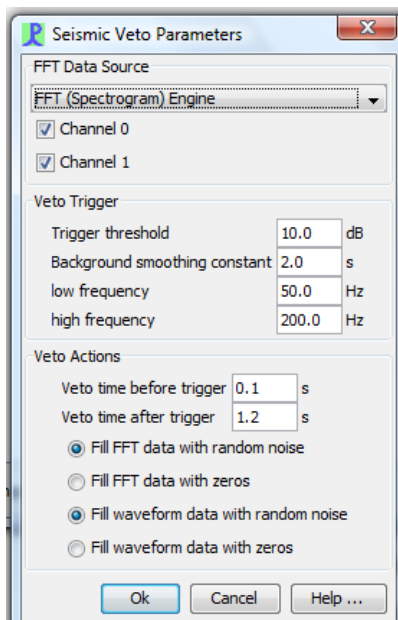 Seismic Veto Parameters
FFT Data Source
FFT (Spectrogram) Engine
Channel 0
Channel 1
Veto Trigger
Trigger threshold 10.0 dB
Background smoothing constant 2.0 s
low frequency 50.0 Hz
high frequency 200.0 Hz
Veto Actions
Veto time before trigger 0.1 s
Veto time after trigger 1.2 s
Fill FFT data with random noise
Fill FFT data with zeros
Fill waveform data with random noise
Fill waveform data with zeros
Ok Cancel Help ...